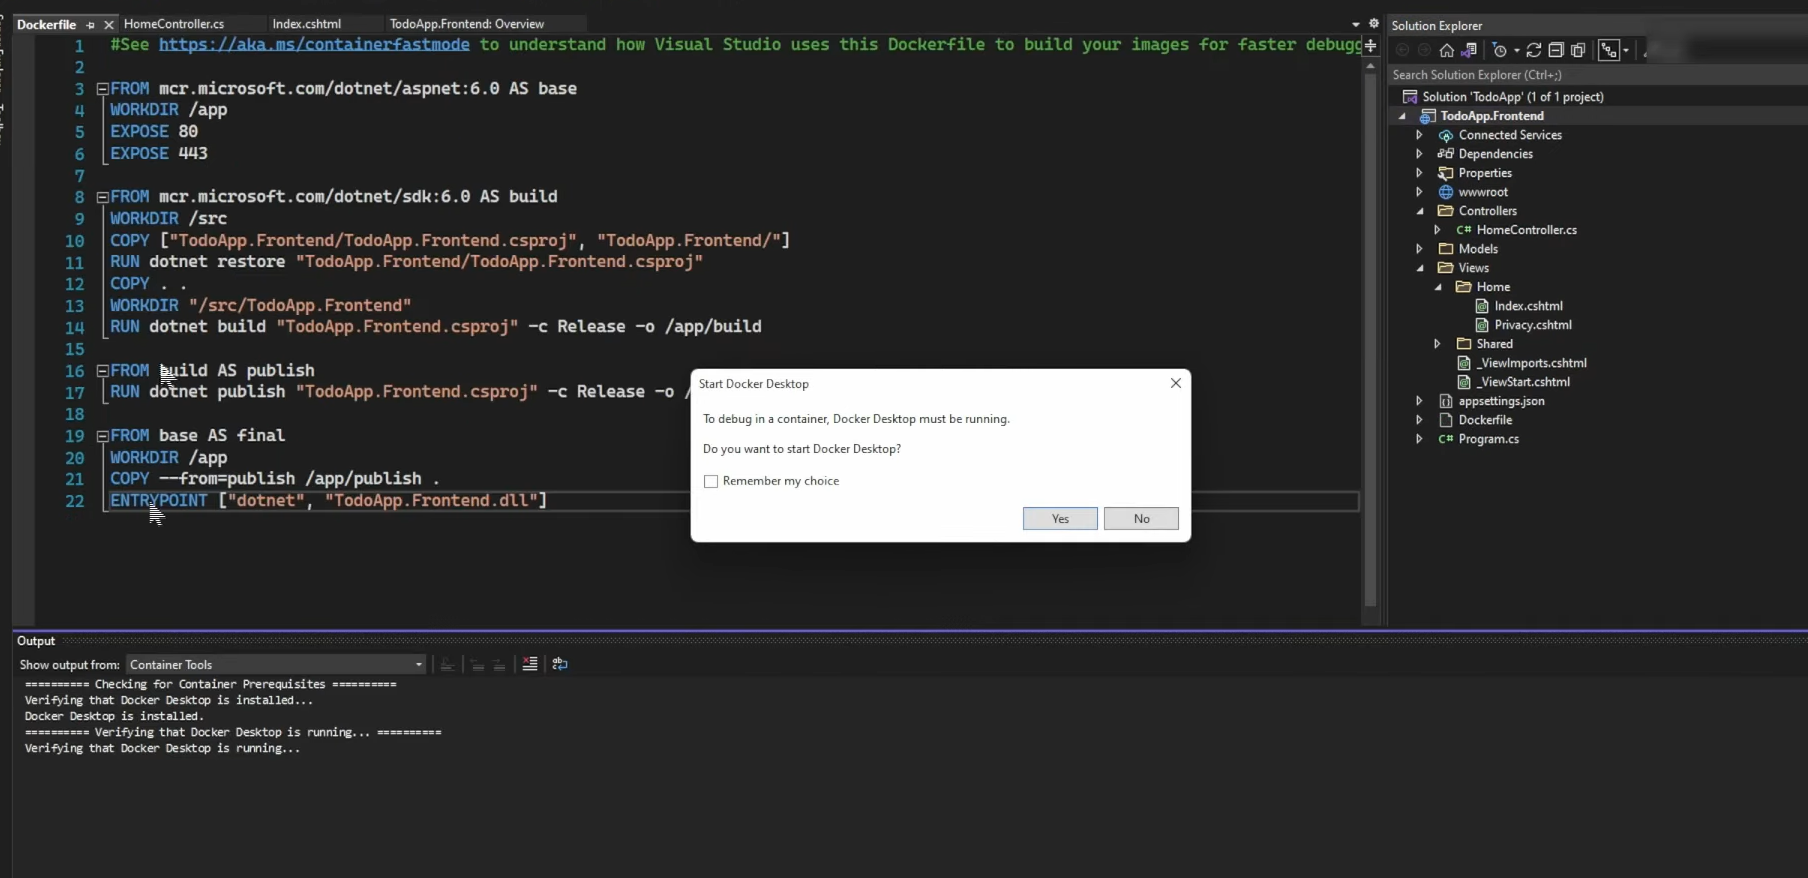 Dockerfile
HomeController.cs
Index.cshtml
TodoApp.Frontend: Overview
1 #See https://aka.ms/containerfastmode to understand how Visual Studio uses this Dockerfile to build your images for faster debugg
2
3 FROM mcr.microsoft.com/dotnet/aspnet:6.0 AS base
4 WORKDIR /app
5 EXPOSE 80
6 EXPOSE 443
7
8 FROM mcr.microsoft.com/dotnet/sdk:6.0 AS build
9 WORKDIR /src
10 COPY ["TodoApp.Frontend/TodoApp.Frontend.csproj", "TodoApp.Frontend/"]
11 RUN dotnet restore "TodoApp.Frontend/TodoApp.Frontend.csproj"
12 COPY . .
13 WORKDIR "/src/TodoApp.Frontend"
14 RUN dotnet build "TodoApp.Frontend.csproj" -c Release -o /app/build
15
16 FROM build AS publish
17 RUN dotnet publish "TodoApp.Frontend.csproj" -c Release -o /
18
19 FROM base AS final
20 WORKDIR /app
21 COPY --from=publish /app/publish .
22 ENTRYPOINT ["dotnet", "TodoApp.Frontend.dll"]
Start Docker Desktop
To debug in a container, Docker Desktop must be running.
Do you want to start Docker Desktop?
Remember my choice
Yes
No
Solution Explorer
Search Solution Explorer (Ctrl+;)
Solution 'TodoApp' (1 of 1 project)
TodoApp.Frontend
Connected Services
Dependencies
Properties
wwwroot
Controllers
C# HomeController.cs
Models
Views
Home
Index.cshtml
Privacy.cshtml
Shared
_ViewImports.cshtml
_ViewStart.cshtml
appsettings.json
Dockerfile
C# Program.cs
Output
Show output from: Container Tools
========== Checking for Container Prerequisites ==========
Verifying that Docker Desktop is installed...
Docker Desktop is installed.
========== Verifying that Docker Desktop is running... ==========
Verifying that Docker Desktop is running...